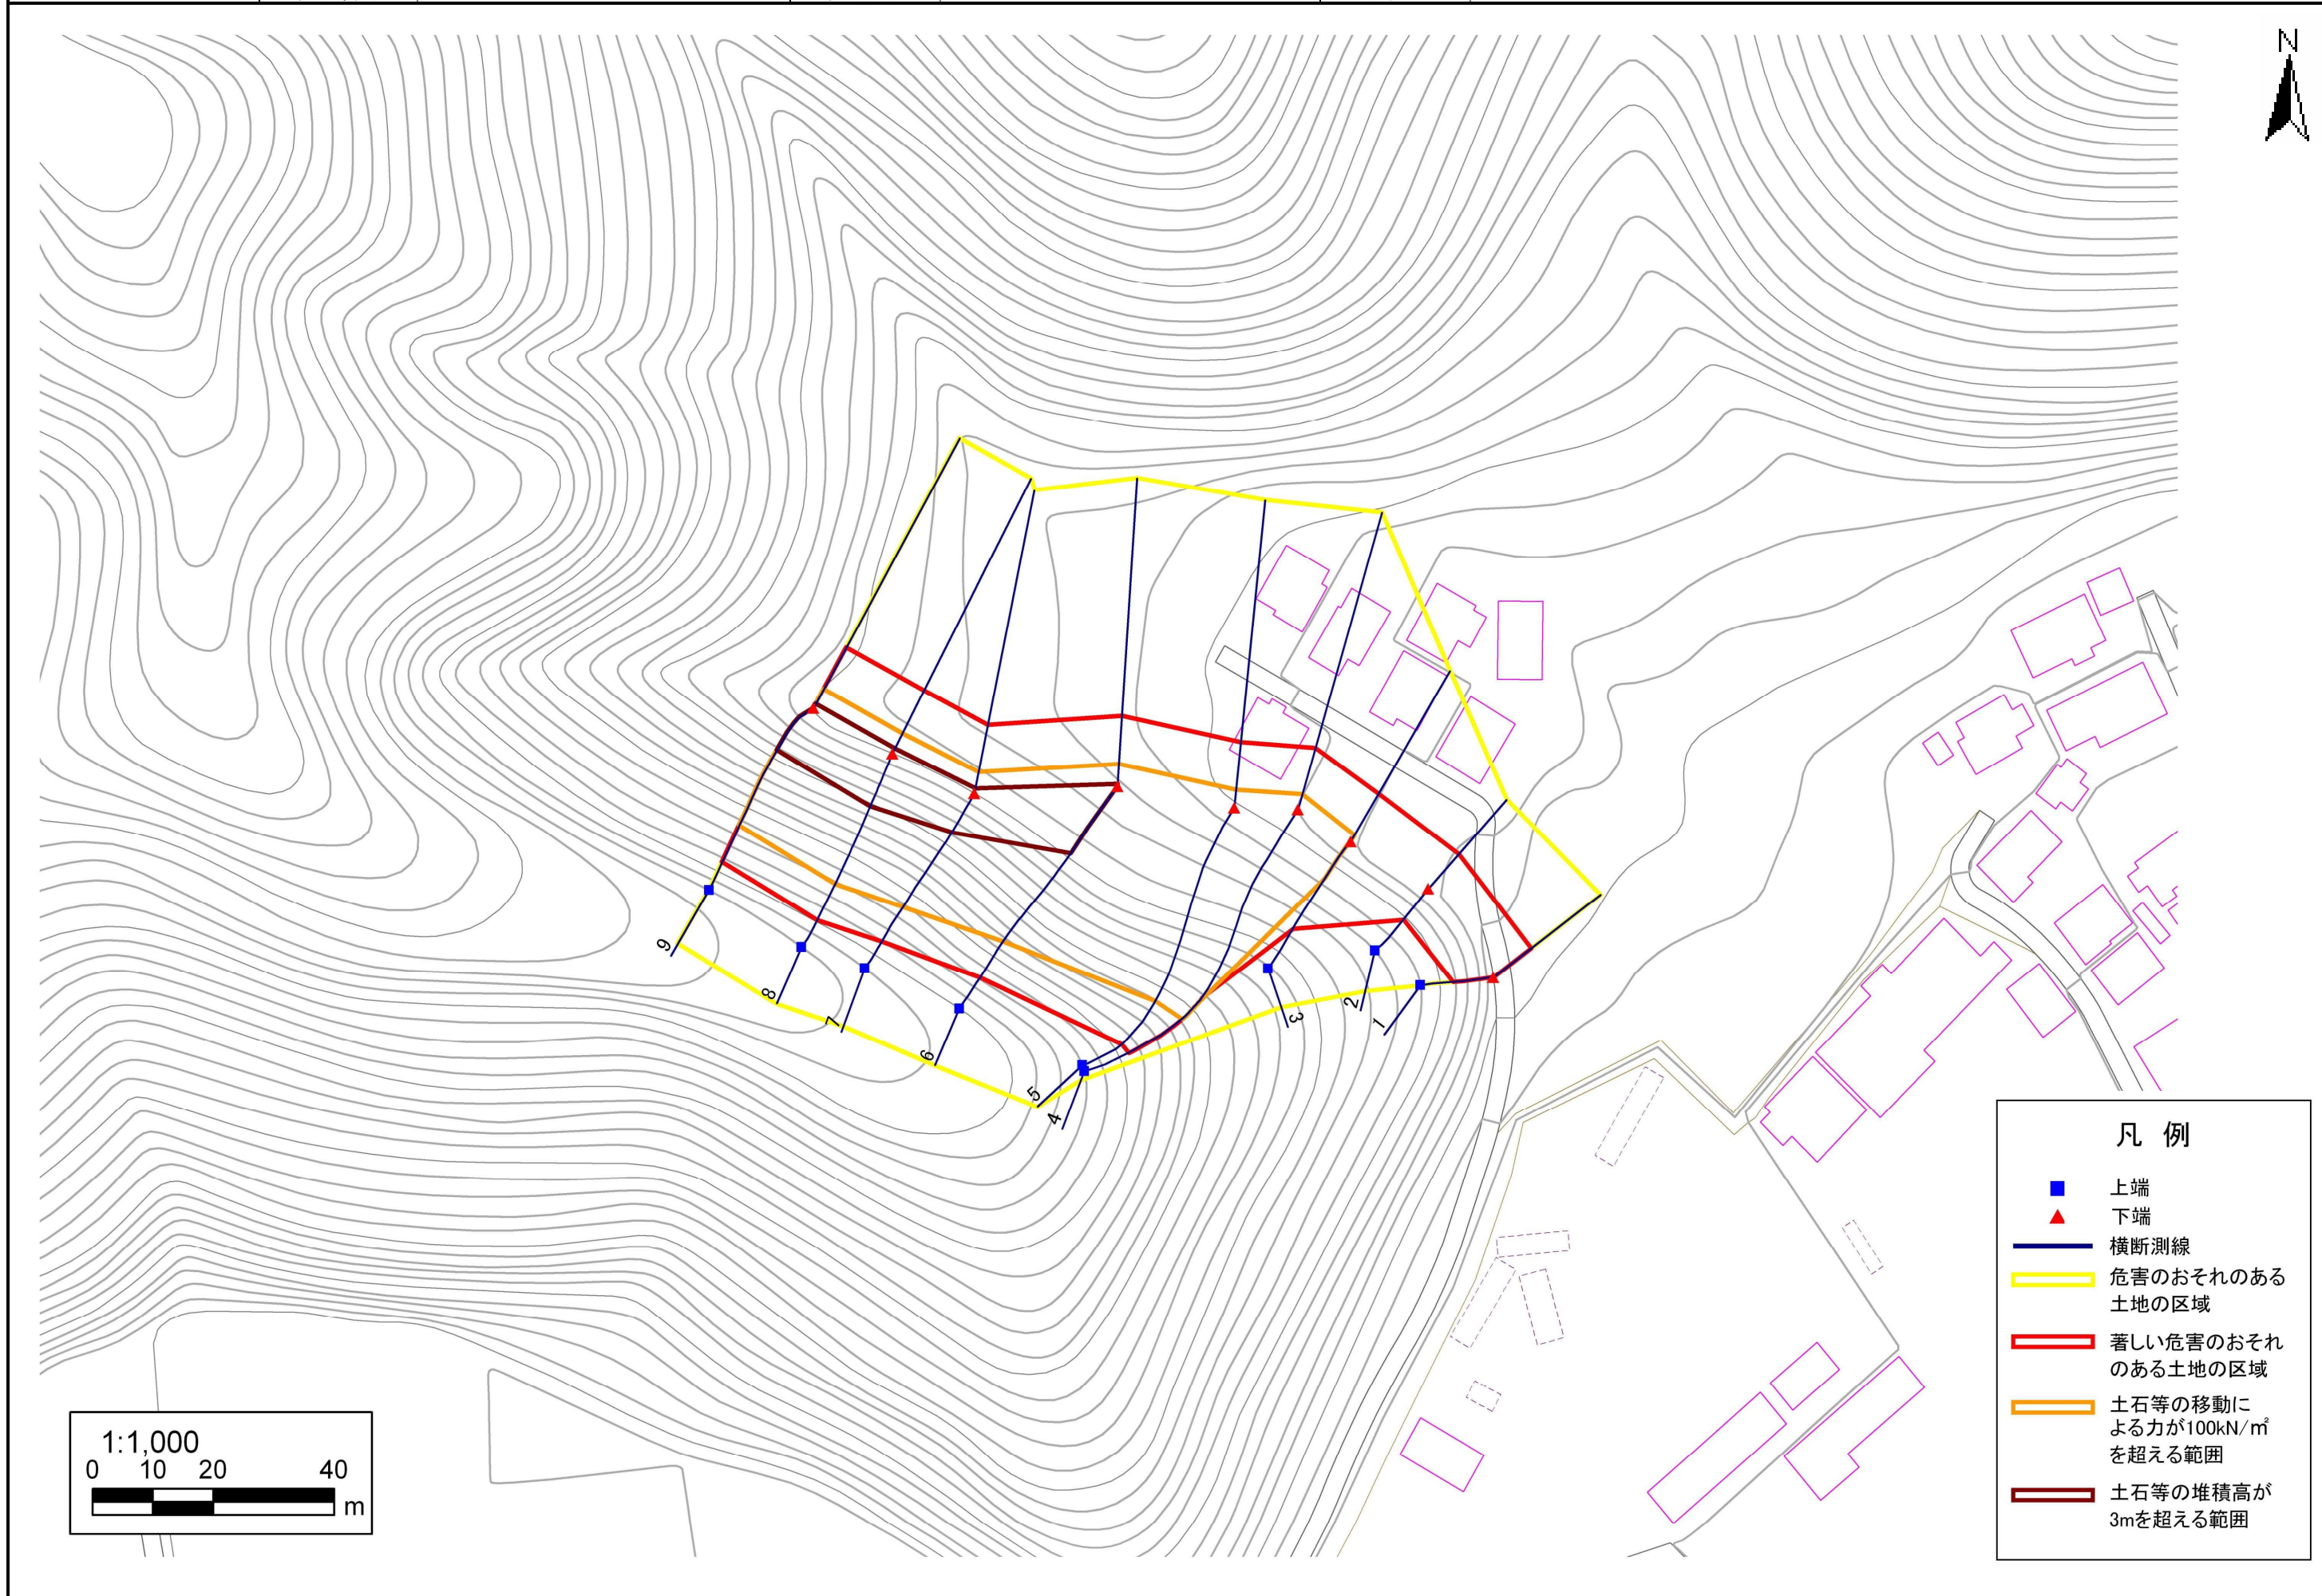 N
9
8
7
6
5
4
3
2
1
凡 例
上端
下端
横断測線
危害のおそれのある
土地の区域
著しい危害のおそれ
のある土地の区域
土石等の移動に
よる力が100kN/㎡
を超える範囲
土石等の堆積高が
3mを超える範囲
1:1,000
0 10 20 40
m